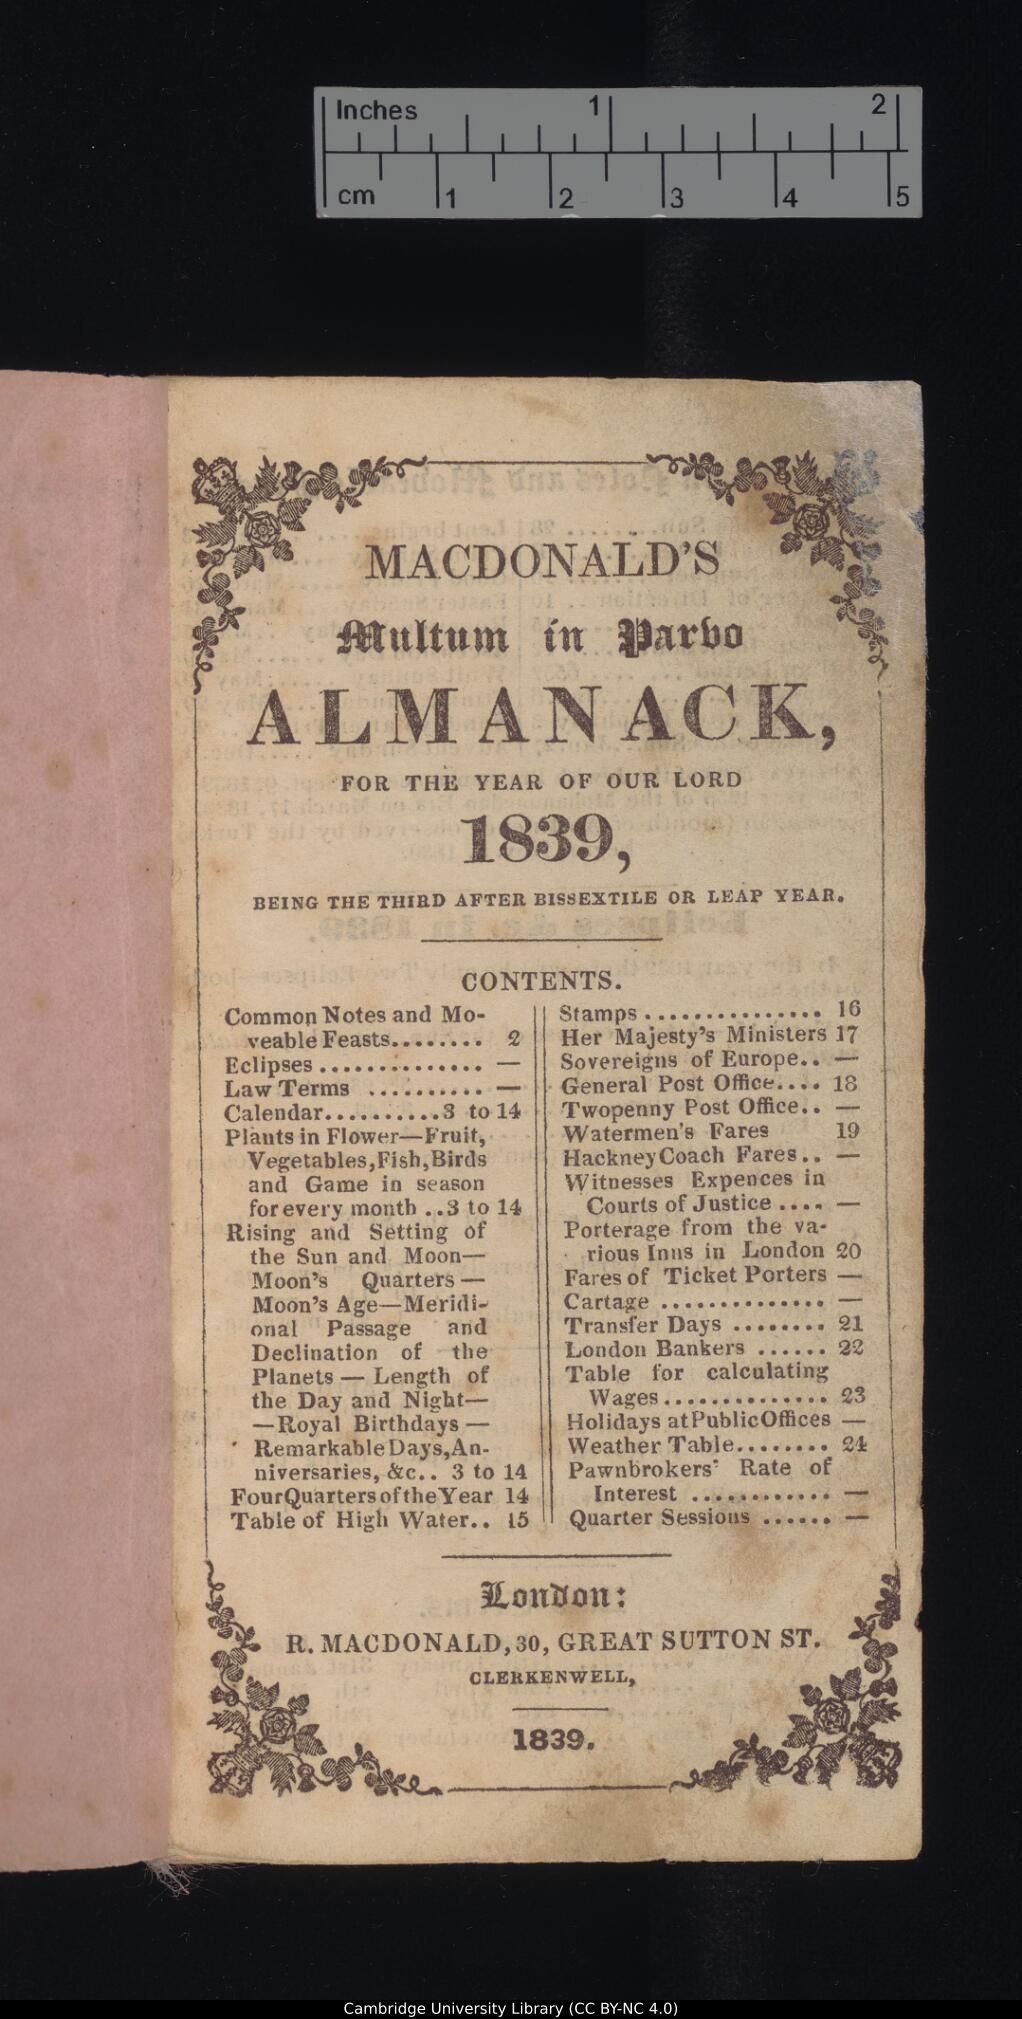 Inches 1 2
cm 1 2 3 4 5
MACDONALD'S
Multum in Parvo
ALMANACK,
FOR THE YEAR OF OUR LORD
1839,
BEING THE THIRD AFTER BISSEXTILE OR LEAP YEAR.
CONTENTS.
Common Notes and Mo-
veable Feasts........ 2
Eclipses .............. —
Law Terms .......... —
Calendar..........3 to 14
Plants in Flower—Fruit,
Vegetables, Fish, Birds
and Game in season
for every month ..3 to 14
Rising and Setting of
the Sun and Moon—
Moon's Quarters —
Moon's Age—Meridi-
onal Passage and
Declination of the
Planets — Length of
the Day and Night—
—Royal Birthdays —
Remarkable Days, An-
niversaries, &c.. 3 to 14
Four Quarters of the Year 14
Table of High Water.. 15
Stamps ............... 16
Her Majesty's Ministers 17
Sovereigns of Europe.. —
General Post Office.... 18
Twopenny Post Office.. —
Watermen's Fares 19
Hackney Coach Fares.. —
Witnesses Expences in
Courts of Justice .... —
Porterage from the va-
rious Inns in London 20
Fares of Ticket Porters —
Cartage .............. —
Transfer Days ........ 21
London Bankers ...... 22
Table for calculating
Wages.............. 23
Holidays at Public Offices —
Weather Table........ 24
Pawnbrokers' Rate of
Interest ............ —
Quarter Sessions ...... —
London:
R. MACDONALD, 30, GREAT SUTTON ST.
CLERKENWELL,
1839.
Cambridge University Library (CC BY-NC 4.0)